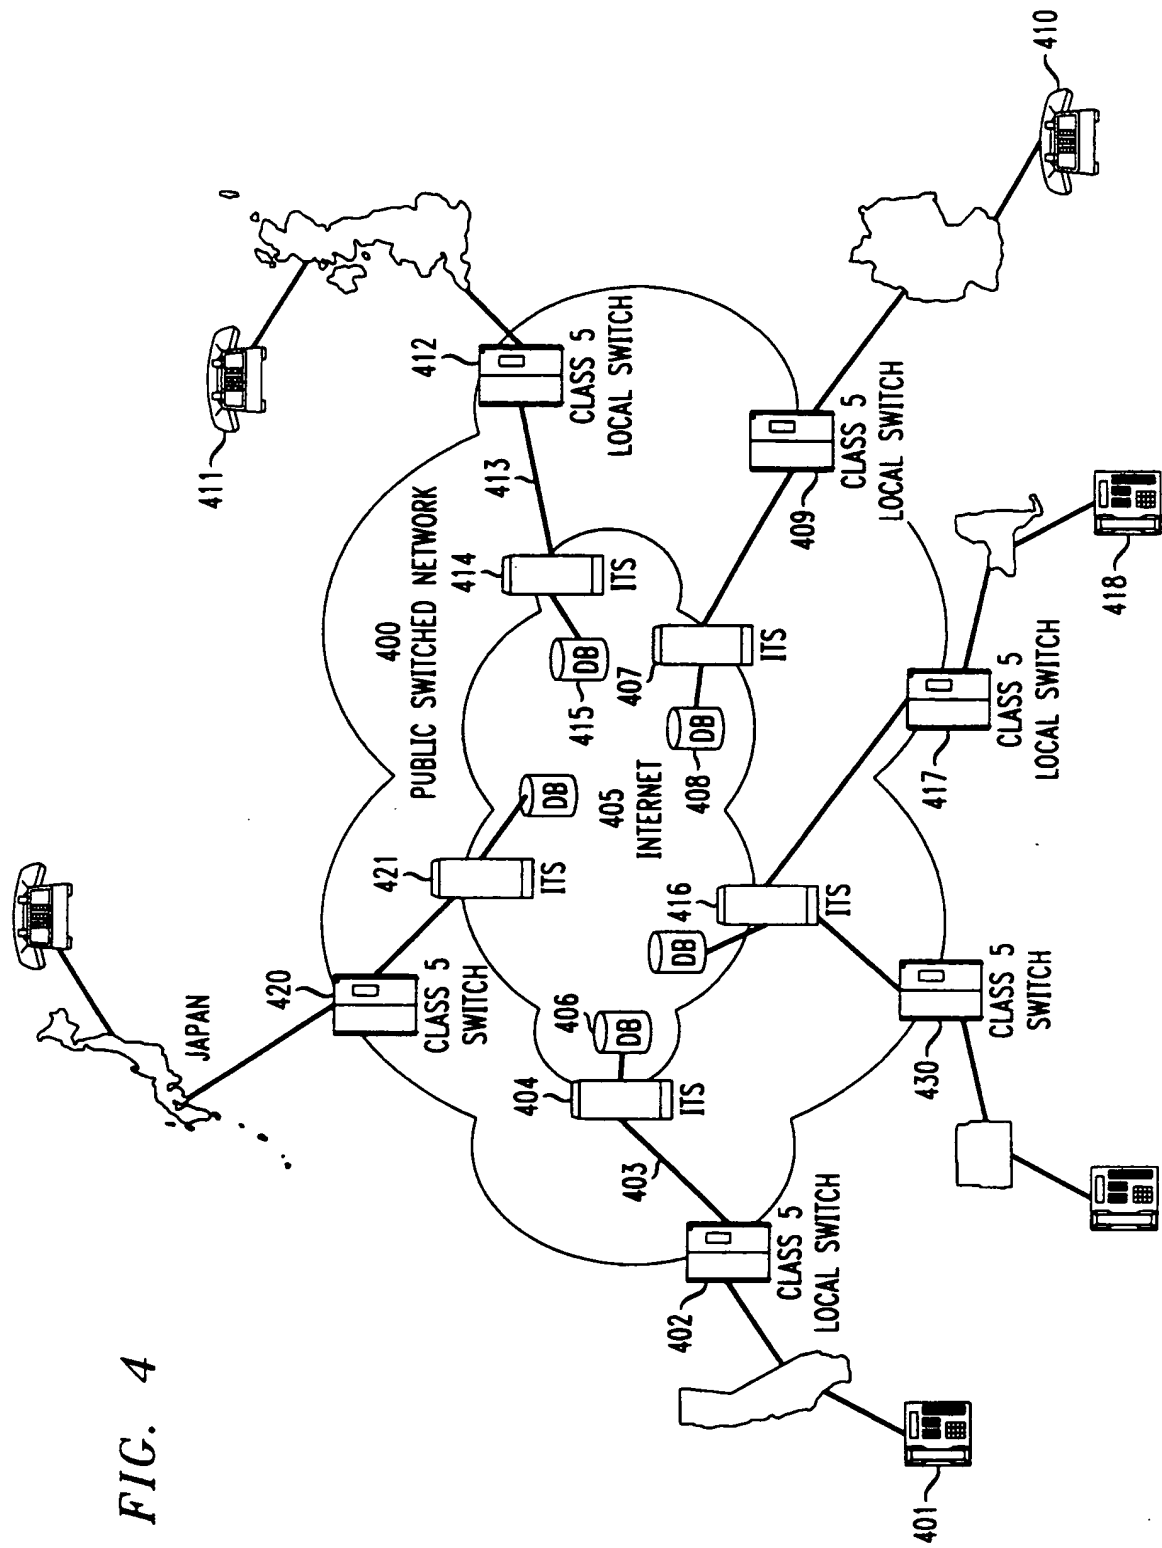 FIG. 4
JAPAN
411
420
CLASS 5
SWITCH
421
ITS
DB
400
PUBLIC SWITCHED NETWORK
412
CLASS 5
LOCAL SWITCH
413
414
ITS
DB
415
405
INTERNET
404
ITS
DB
406
403
402
CLASS 5
LOCAL SWITCH
401
DB
416
ITS
DB
408
407
ITS
409
CLASS 5
LOCAL SWITCH
410
430
CLASS 5
SWITCH
417
CLASS 5
LOCAL SWITCH
418